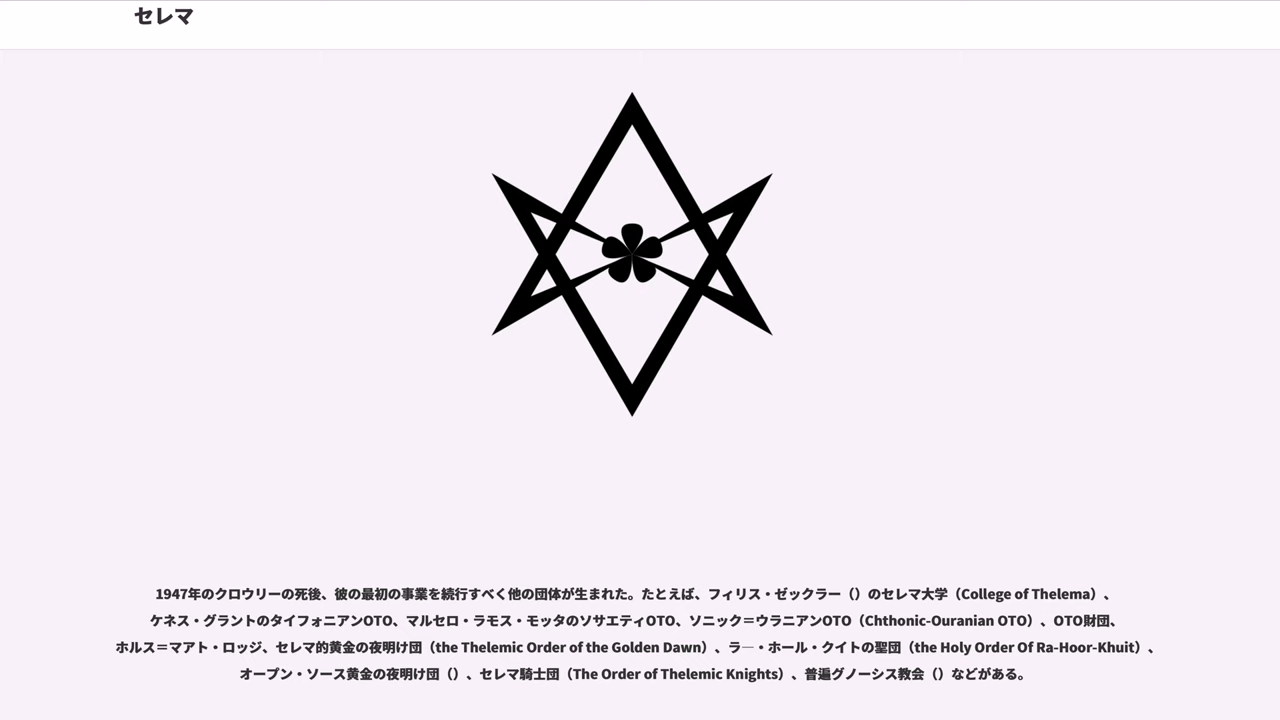 セレマ
1947年のクロウリーの死後、彼の最初の事業を続行すべく他の団体が生まれた。たとえば、フィリス・ゼックラー（）のセレマ大学（College of Thelema）、
ケネス・グラントのタイフォニアンOTO、マルセロ・ラモス・モッタのソサエティOTO、ソニック＝ウラニアンOTO（Chthonic-Ouranian OTO）、OTO財団、
ホルス＝マアト・ロッジ、セレマ的黄金の夜明け団（the Thelemic Order of the Golden Dawn）、ラ―・ホール・クイトの聖団（the Holy Order Of Ra-Hoor-Khuit）、
オープン・ソース黄金の夜明け団（）、セレマ騎士団（The Order of Thelemic Knights）、普遍グノーシス教会（）などがある。